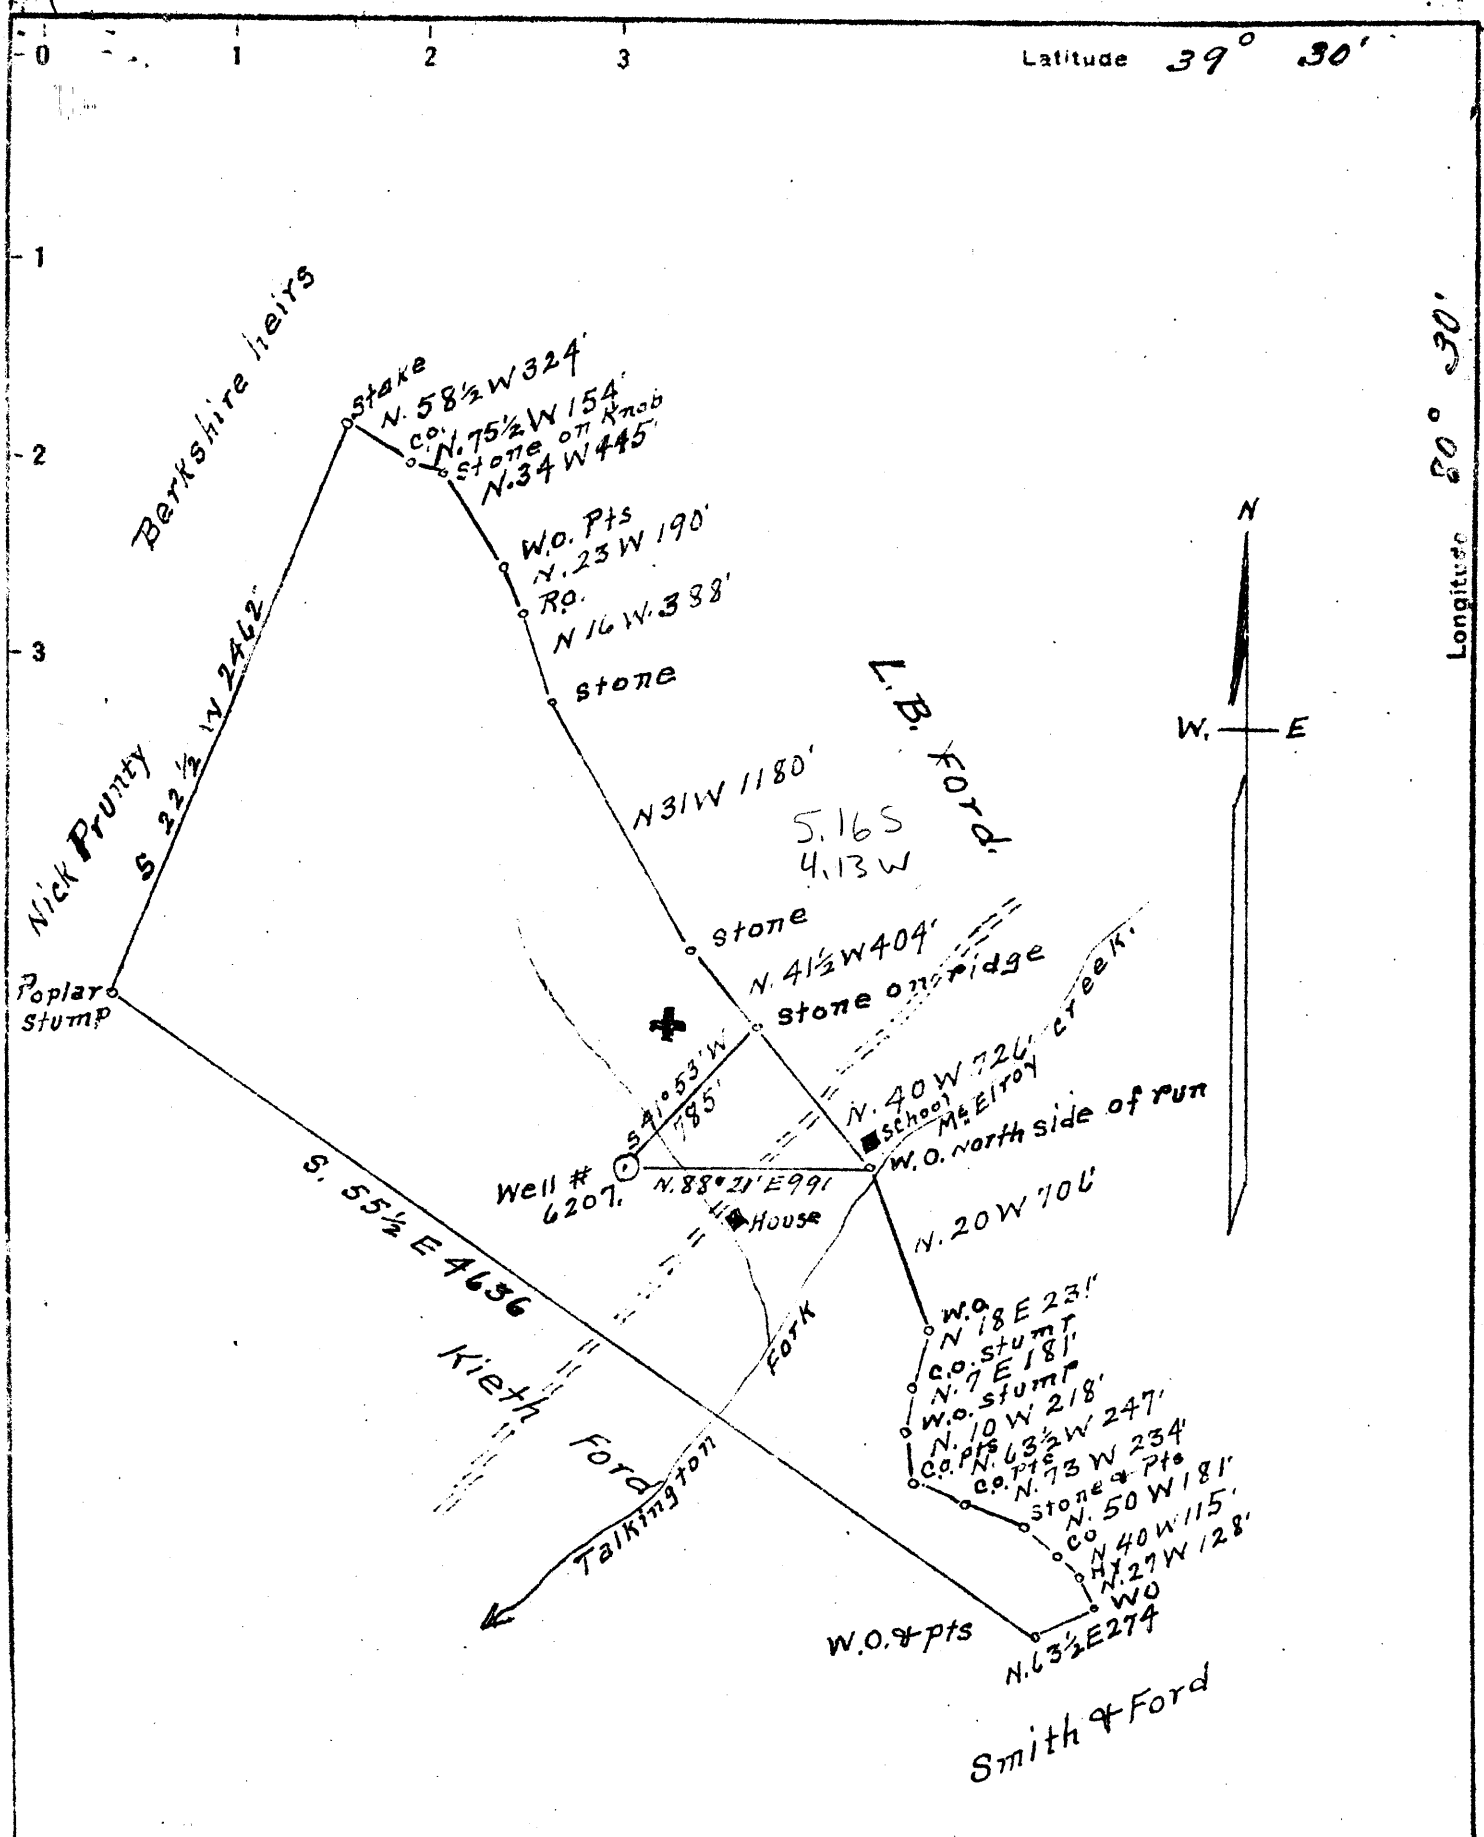 0 1 2 3 Latitude 39° 30'
1
2
3
Longitude 80° 30'
Berkshire heirs
Stake
N. 58½ W 324'
C.O.
N. 75½ W 154'
Stone on Knob
N. 34 W 445'
W.O. Pts
N. 23 W 190'
R.O.
N 16 W. 388'
Stone
N 31 W 1180'
L. B. Ford.
5.16 S
4.13 W
N
W. E
S 22½ W 2462'
Nick Prunty
Poplar
Stump
Stone
N. 41½ W 404'
Stone on ridge
S 41° 53' W
785'
N. 40 W 726'
School
McElroy Creek.
W.O. North side of run
Well #
6207.
N. 88° 21' E 991
House
N. 20 W 706'
S. 55½ E 4636
Kieth Ford
Talkington Fork
W.O.
N 18 E 231'
C.O. Stump
N. 7 E 181'
W.O. Stump
N. 10 W 218'
C.O. pts
N. 63½ W 247'
C.O. Pts
N. 73 W 234'
Stone & Pts
N. 50 W 181'
CO
N 40 W 115'
Hy
N. 27 W 128'
WO
N. 63½ E 274
W.O. & pts
Smith & Ford